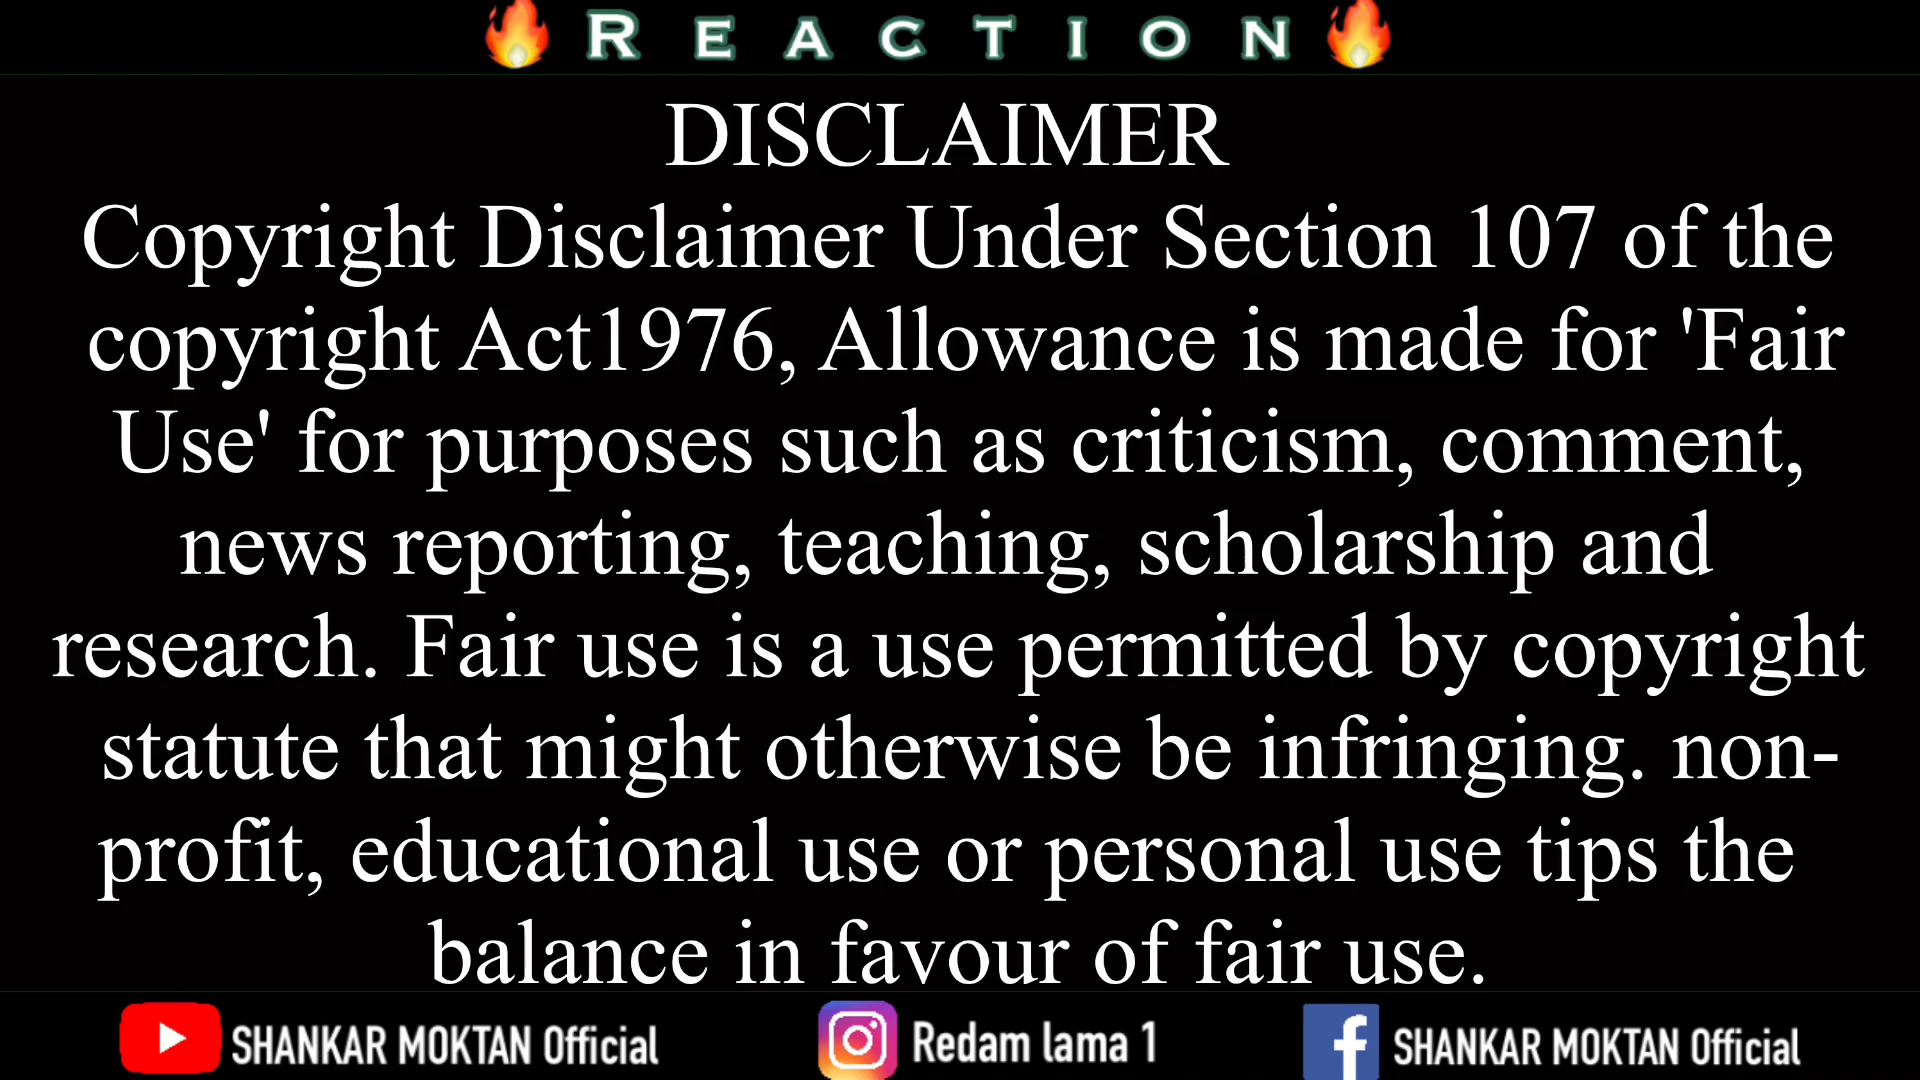 🔥 REACTION 🔥
DISCLAIMER
Copyright Disclaimer Under Section 107 of the
copyright Act1976, Allowance is made for 'Fair
Use' for purposes such as criticism, comment,
news reporting, teaching, scholarship and
research. Fair use is a use permitted by copyright
statute that might otherwise be infringing. non-
profit, educational use or personal use tips the
balance in favour of fair use.
SHANKAR MOKTAN Official Redam lama 1 SHANKAR MOKTAN Official